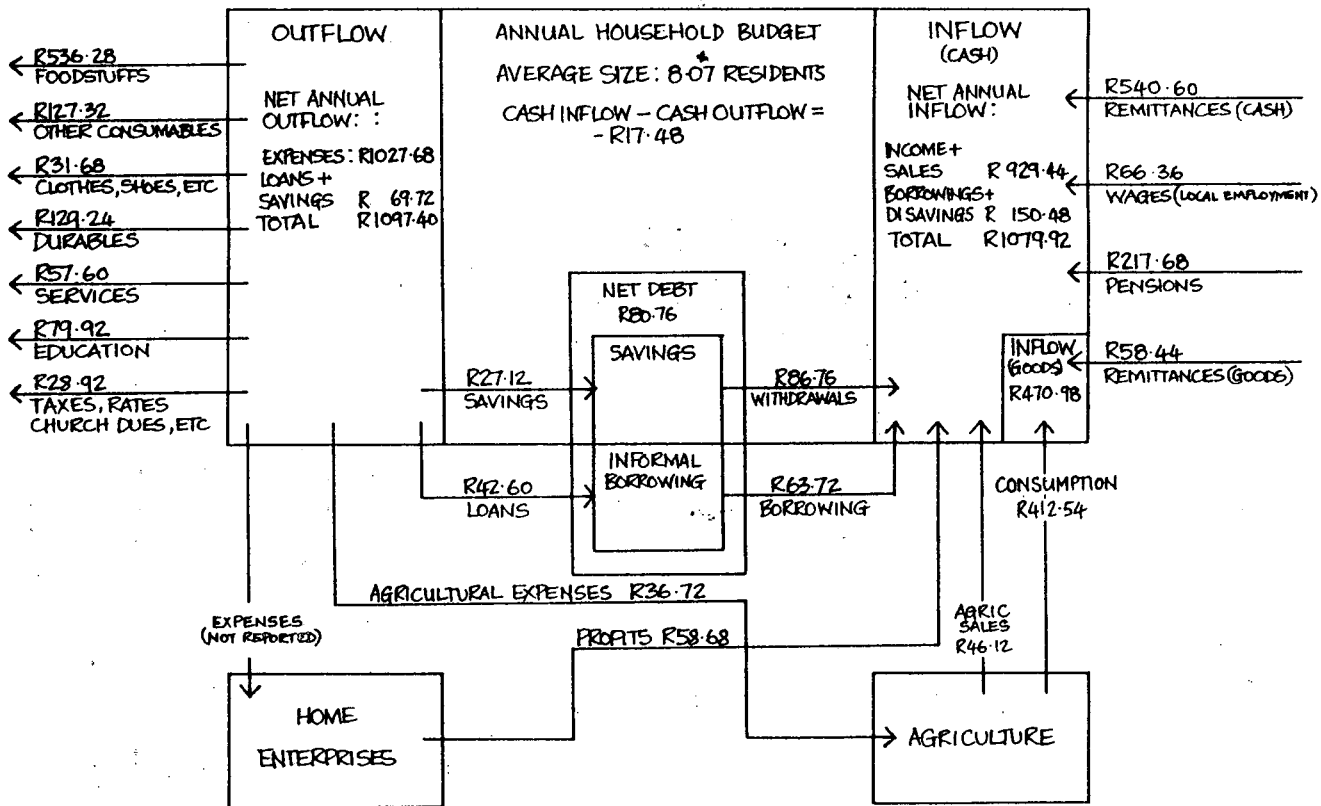 OUTFLOW
NET ANNUAL
OUTFLOW: :
EXPENSES: R1027.68
LOANS +
SAVINGS R 69.72
TOTAL R1097.40
R536.28
FOODSTUFFS
R127.32
OTHER CONSUMABLES
R31.68
CLOTHES, SHOES, ETC
R129.24
DURABLES
R57.60
SERVICES
R79.92
EDUCATION
R28.92
TAXES, RATES
CHURCH DUES, ETC
ANNUAL HOUSEHOLD BUDGET
*
AVERAGE SIZE: 8.07 RESIDENTS
CASH INFLOW - CASH OUTFLOW =
- R17.48
INFLOW
(CASH)
NET ANNUAL
INFLOW:
INCOME +
SALES R 929.44
BORROWINGS +
DISAVINGS R 150.48
TOTAL R1079.92
R540.60
REMITTANCES (CASH)
R66.36
WAGES (LOCAL EMPLOYMENT)
R217.68
PENSIONS
R58.44
REMITTANCES (GOODS)
INFLOW
(GOODS)
R470.98
NET DEBT
R80.76
SAVINGS
INFORMAL
BORROWING
R27.12
SAVINGS
R86.76
WITHDRAWALS
R42.60
LOANS
R63.72
BORROWING
CONSUMPTION
R412.54
AGRICULTURAL EXPENSES R36.72
EXPENSES
(NOT REPORTED)
PROFITS R58.68
AGRIC
SALES
R46.12
HOME
ENTERPRISES
AGRICULTURE